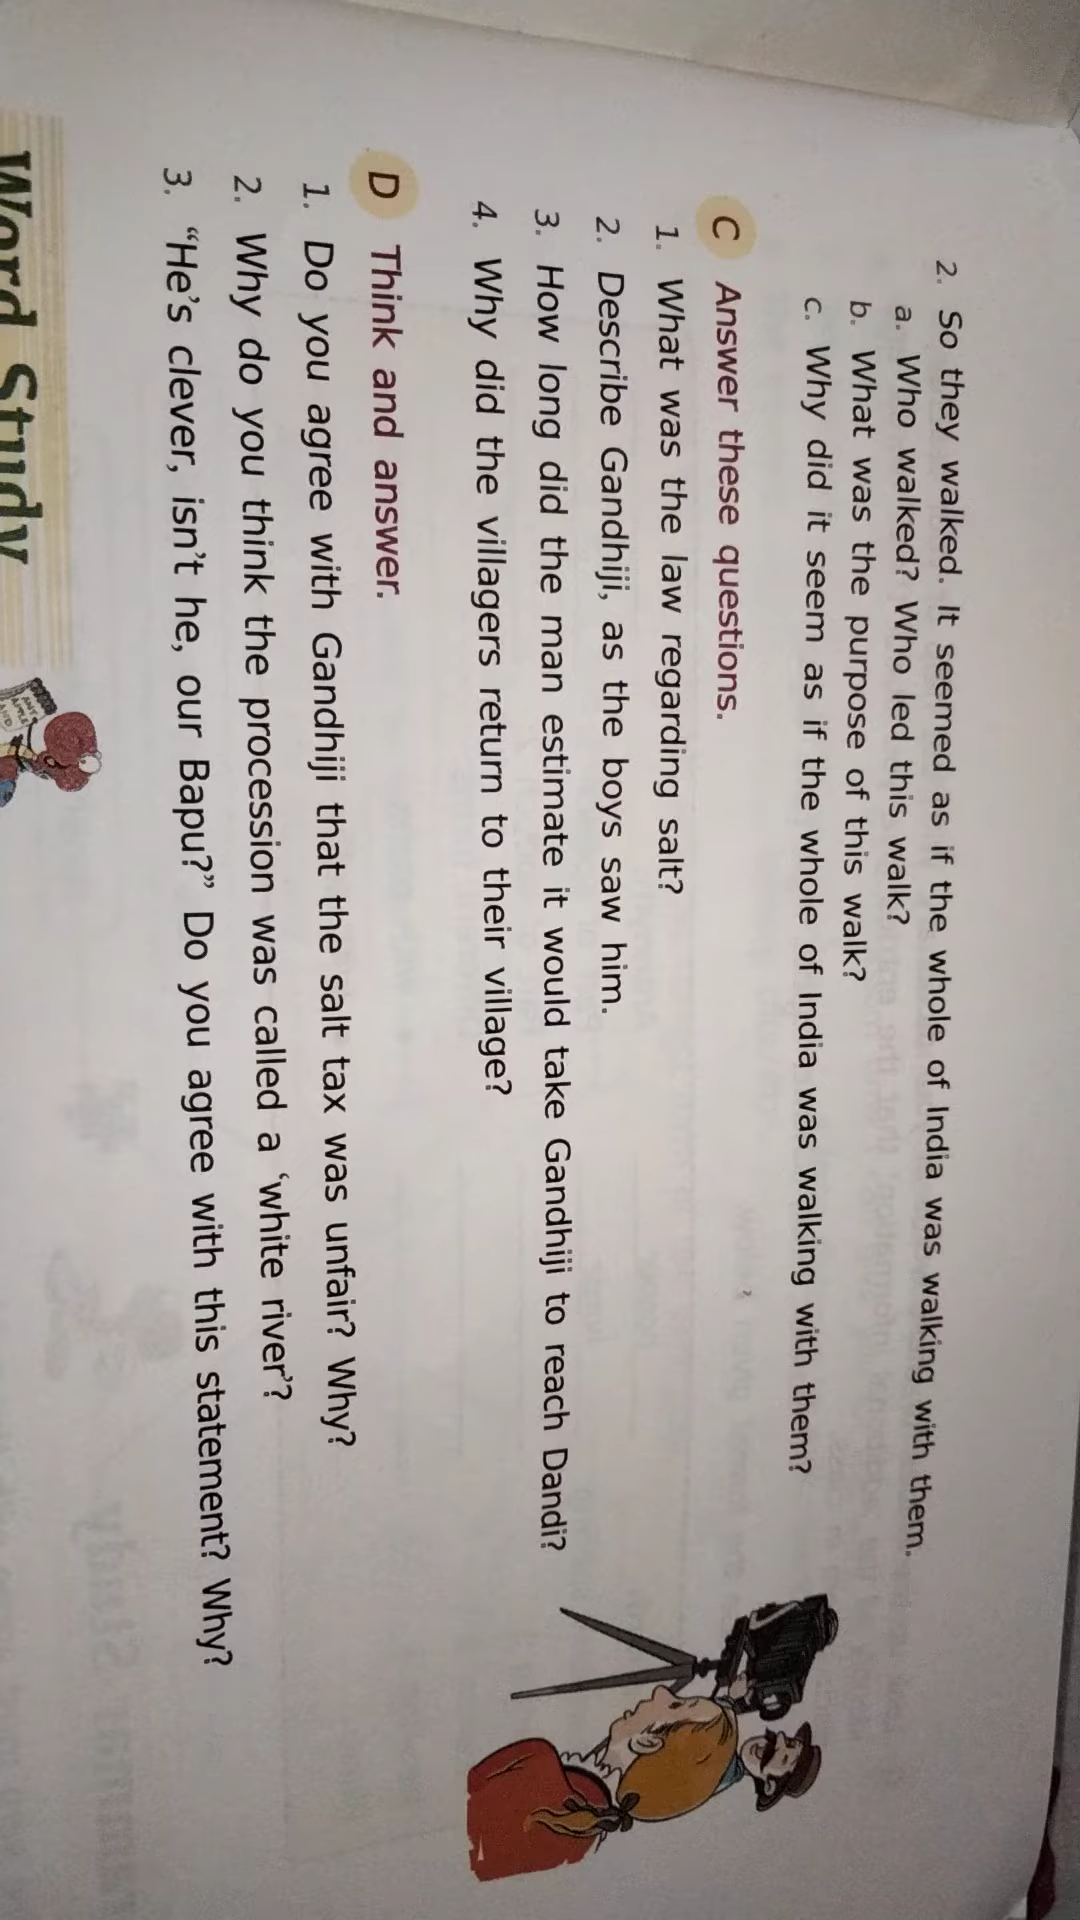 2. So they walked. It seemed as if the whole of India was walking with them.
a. Who walked? Who led this walk?
b. What was the purpose of this walk?
c. Why did it seem as if the whole of India was walking with them?
C Answer these questions.
1. What was the law regarding salt?
2. Describe Gandhiji, as the boys saw him.
3. How long did the man estimate it would take Gandhiji to reach Dandi?
4. Why did the villagers return to their village?
D Think and answer.
1. Do you agree with Gandhiji that the salt tax was unfair? Why?
2. Why do you think the procession was called a ‘white river’?
3. “He’s clever, isn’t he, our Bapu?” Do you agree with this statement? Why?
Word Study